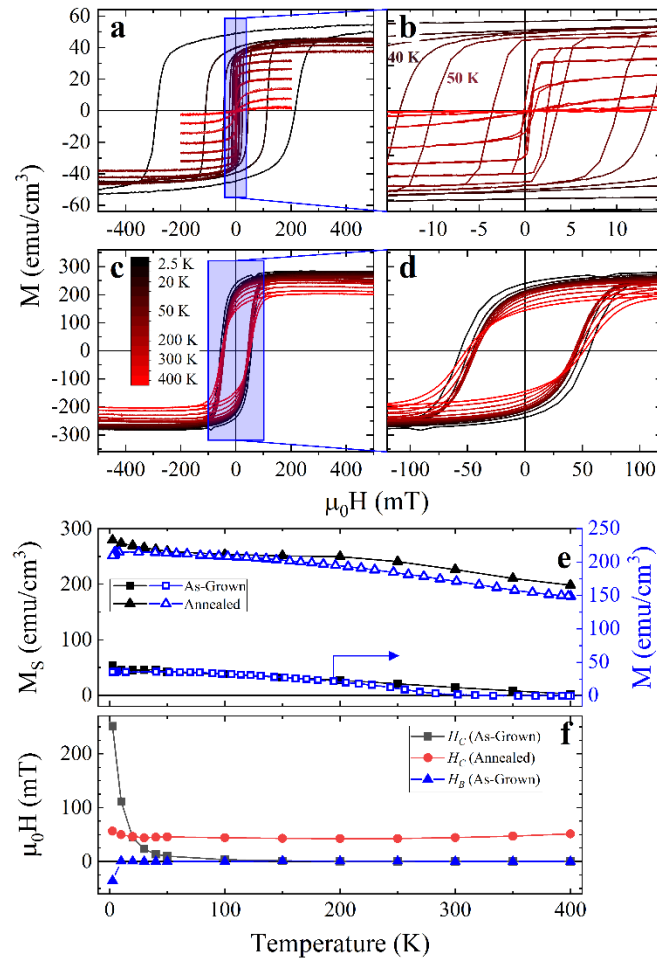 a
b
60
40
20
0
-20
-40
-60
40 K
50 K
-400 -200 0 200 400
-10 -5 0 5 10
M (emu/cm³)
c
d
300
200
100
0
-100
-200
-300
2.5 K
20 K
50 K
200 K
300 K
400 K
-400 -200 0 200 400
-100 -50 0 50 100
μ₀H (mT)
e
300
200
100
0
M_S (emu/cm³)
As-Grown
Annealed
250
200
150
100
50
0
M (emu/cm³)
f
200
100
0
μ₀H (mT)
H_C (As-Grown)
H_C (Annealed)
H_B (As-Grown)
0 100 200 300 400
Temperature (K)